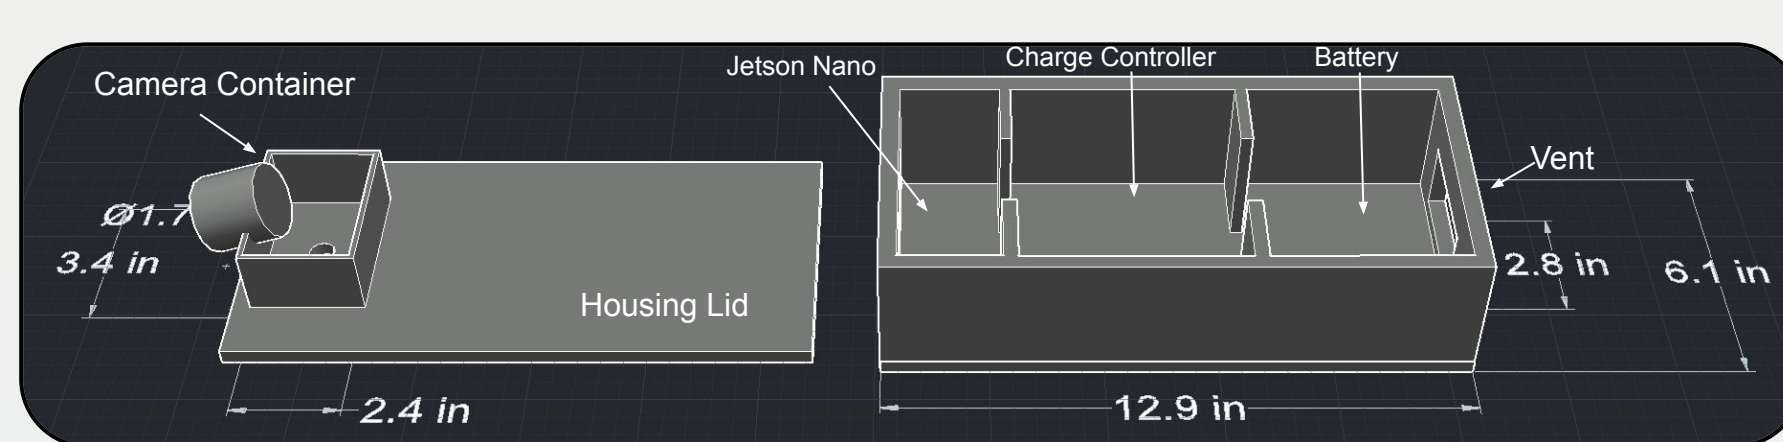 Camera Container
Jetson Nano
Charge Controller
Battery
Vent
Ø1.7
3.4 in
Housing Lid
2.4 in
12.9 in
2.8 in
6.1 in